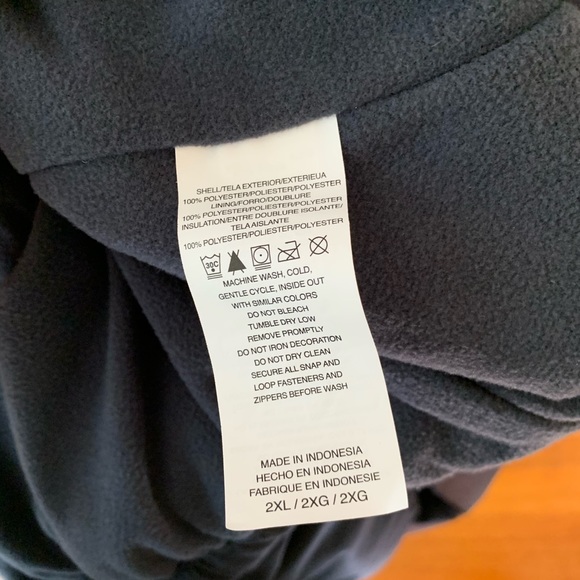 SHELL/TELA EXTERIOR/EXTERIEUA
100% POLYESTER/POLIESTER/POLYESTER
LINING/FORRO/DOUBLURE
100% POLYESTER/POLIESTER/POLYESTER
INSULATION/ENTRE DOUBLURE ISOLANTE/
TELA AISLANTE
100% POLYESTER/POLIESTER/POLYESTER
30C
MACHINE WASH, COLD,
GENTLE CYCLE, INSIDE OUT
WITH SIMILAR COLORS
DO NOT BLEACH
TUMBLE DRY LOW
REMOVE PROMPTLY
DO NOT IRON DECORATION
DO NOT DRY CLEAN
SECURE ALL SNAP AND
LOOP FASTENERS AND
ZIPPERS BEFORE WASH
MADE IN INDONESIA
HECHO EN INDONESIA
FABRIQUE EN INDONESIE
2XL / 2XG / 2XG